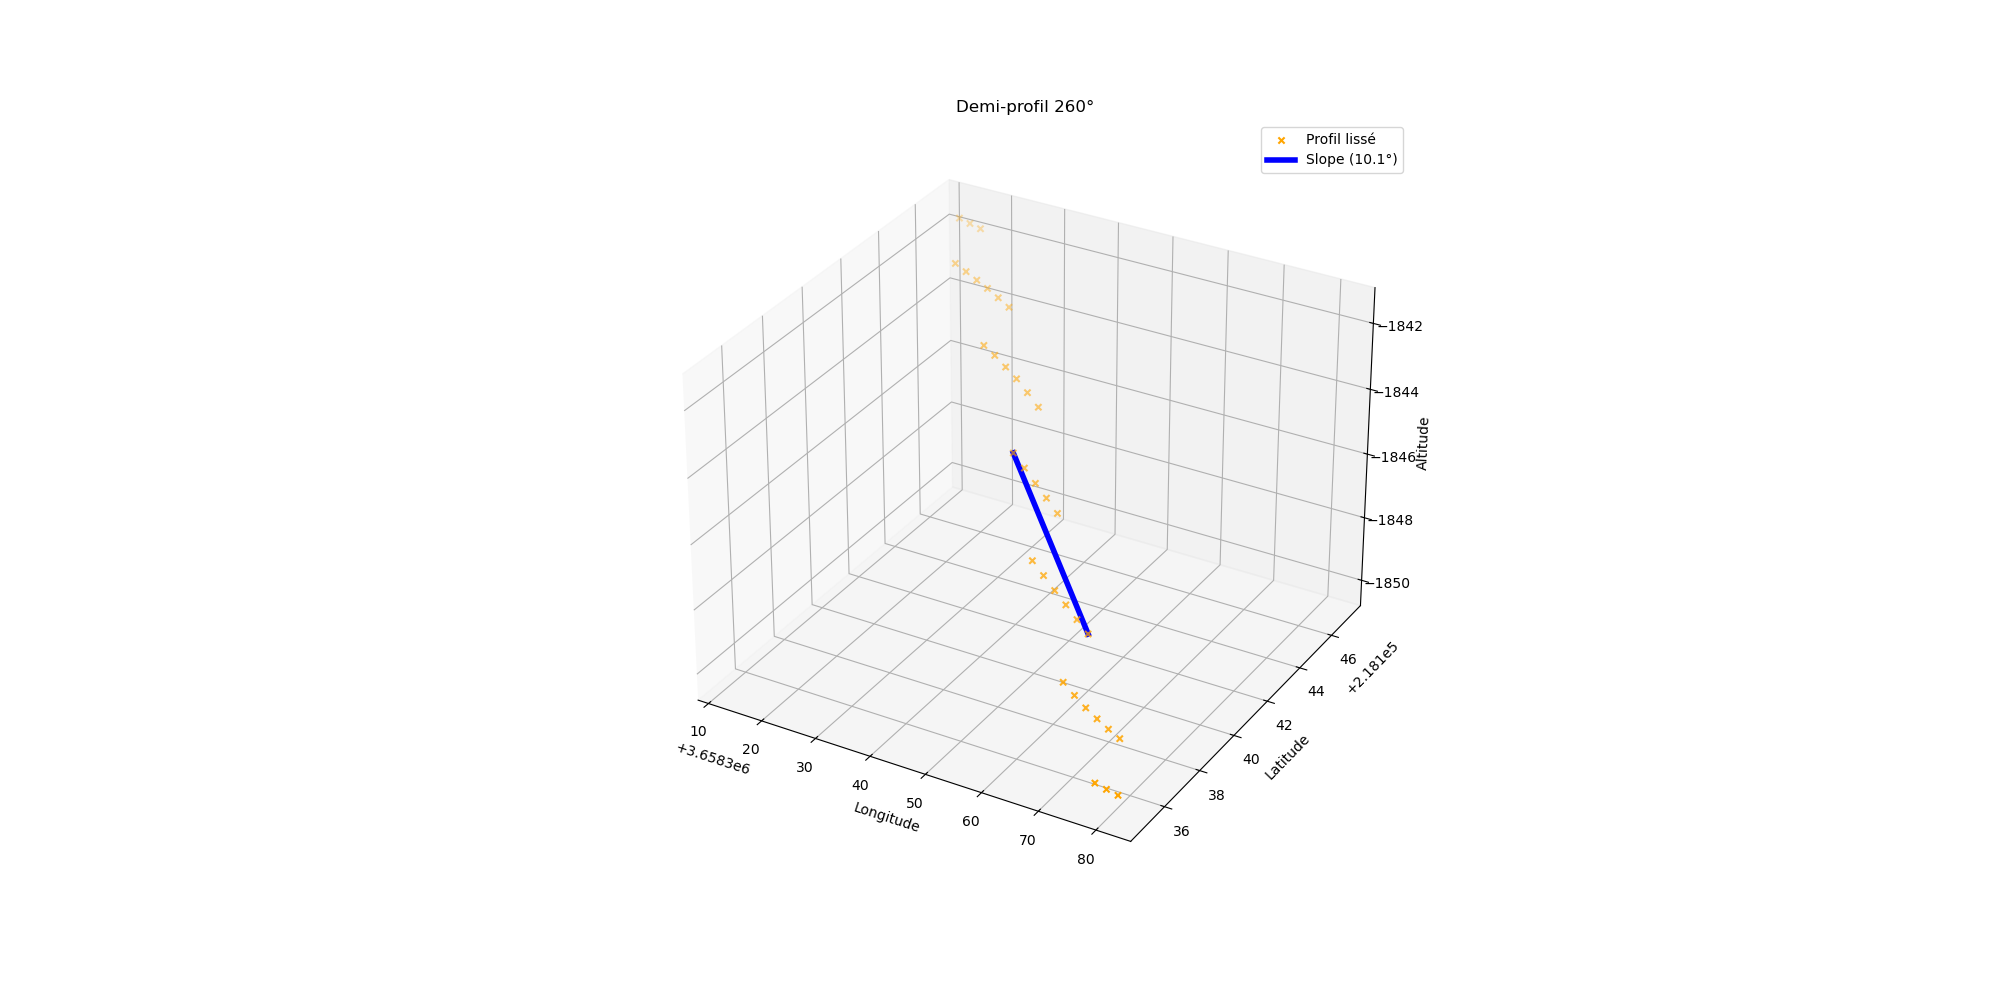 Demi-profil 260°
Profil lissé
Slope (10.1°)
−1842
−1844
−1846
−1848
−1850
Altitude
10
20
30
40
50
60
70
80
+3.6583e6
Longitude
36
38
40
42
44
46
+2.181e5
Latitude